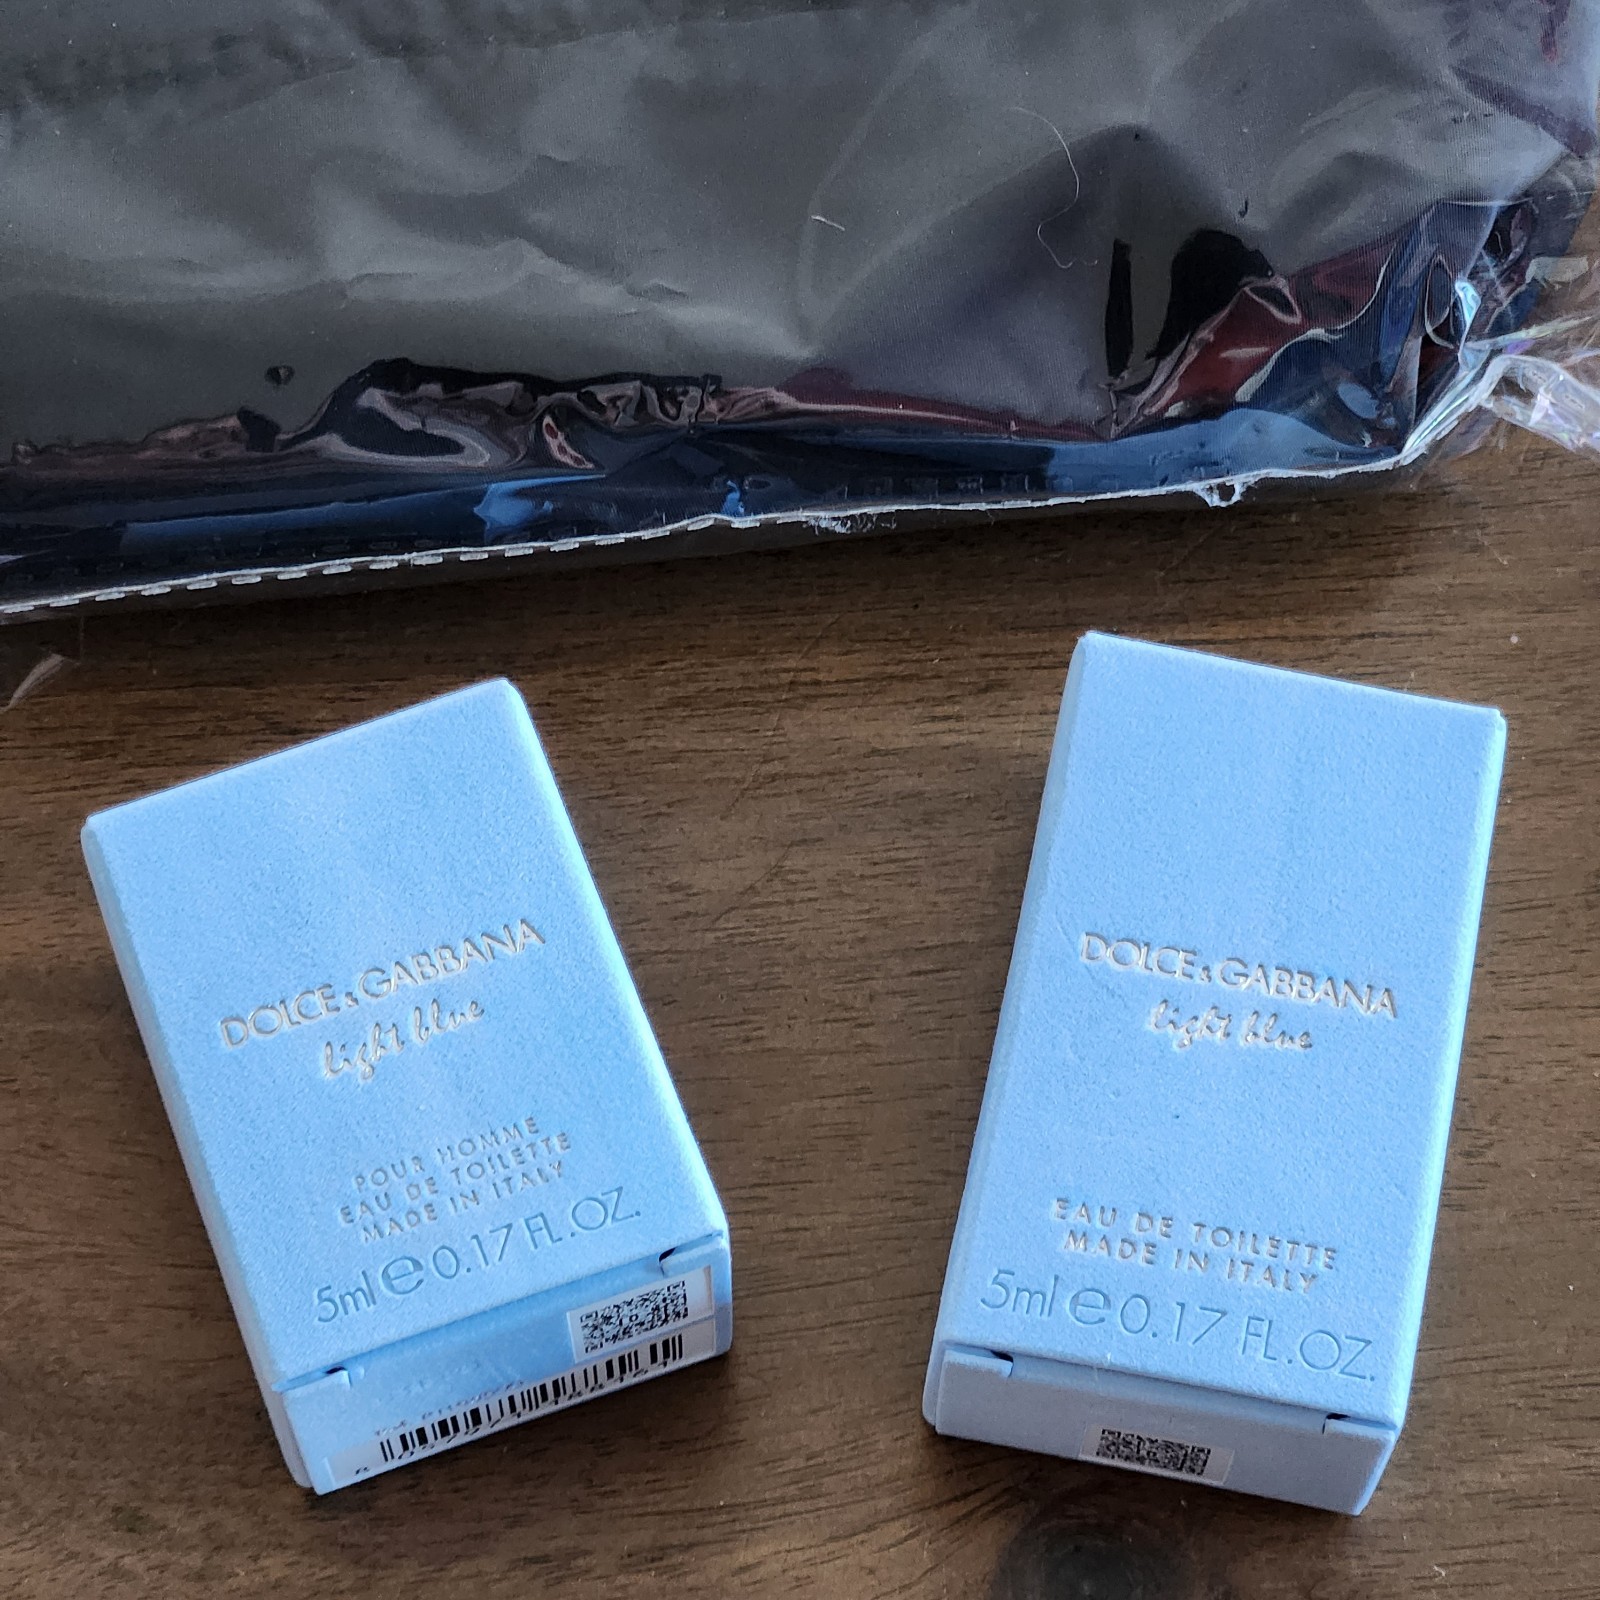 DOLCE & GABBANA
light blue
POUR HOMME
EAU DE TOILETTE
MADE IN ITALY
5ml e 0.17 FL.OZ.
DOLCE & GABBANA
light blue
EAU DE TOILETTE
MADE IN ITALY
5ml e 0.17 FL.OZ.